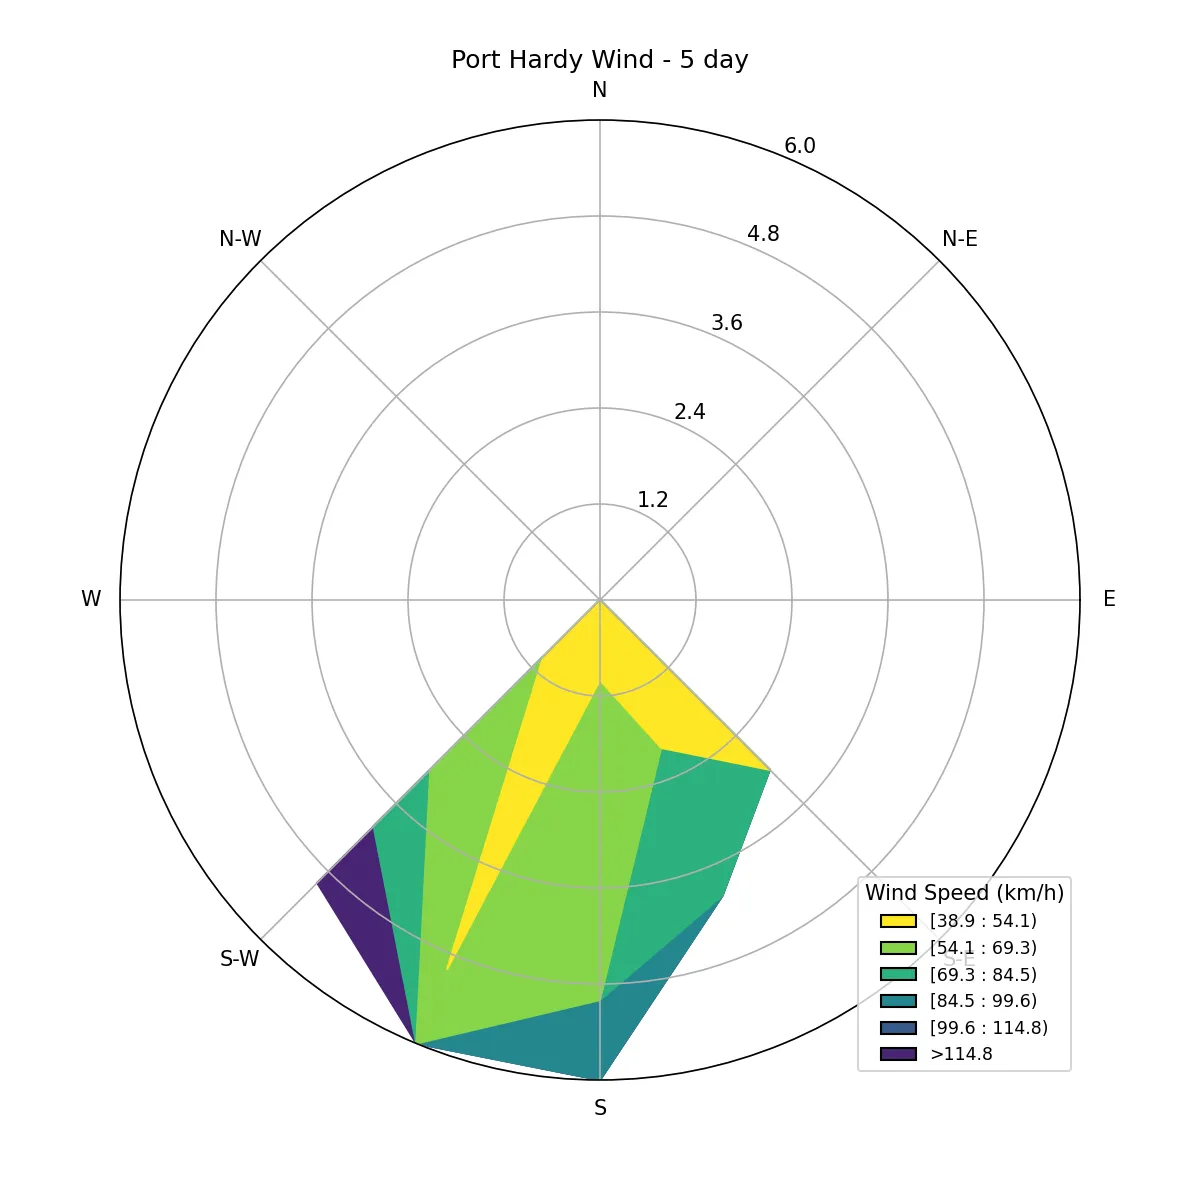 Port Hardy Wind - 5 day
N
6.0
N-W
N-E
4.8
3.6
2.4
1.2
W
E
S-W
S-E
Wind Speed (km/h)
[38.9 : 54.1)
[54.1 : 69.3)
[69.3 : 84.5)
[84.5 : 99.6)
[99.6 : 114.8)
>114.8
S